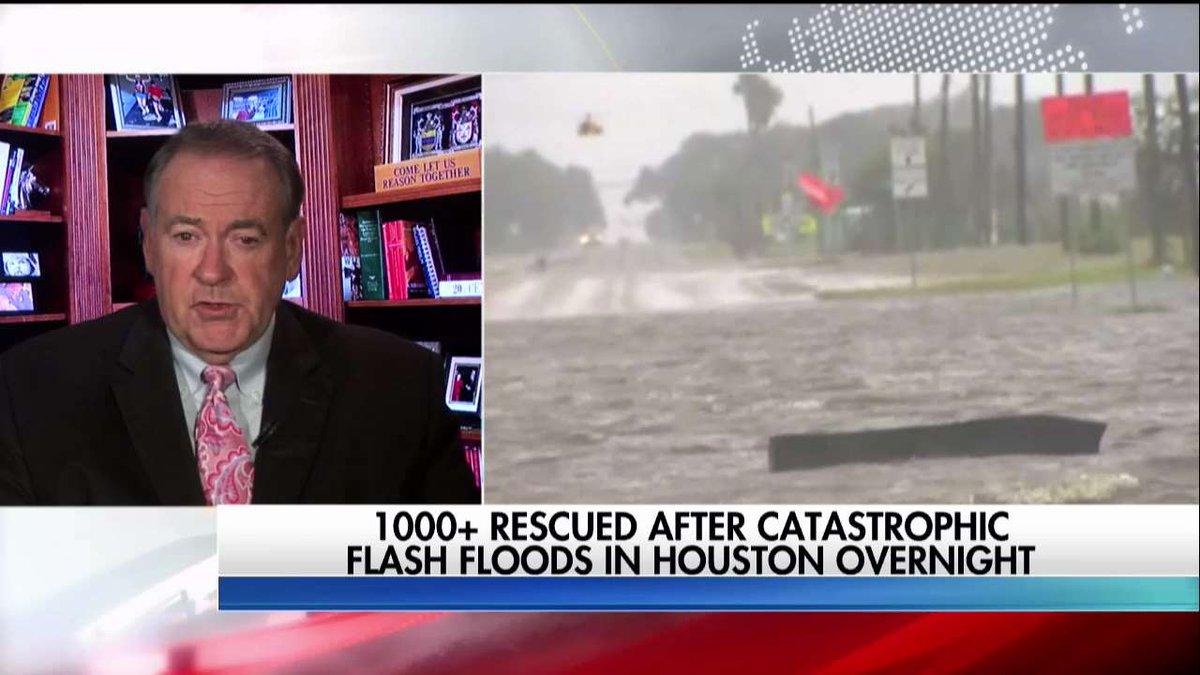 COME LET US
REASON TOGETHER
1000+ RESCUED AFTER CATASTROPHIC
FLASH FLOODS IN HOUSTON OVERNIGHT